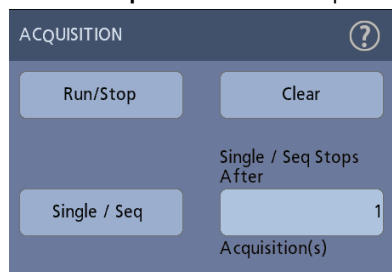 ACQUISITION ?
Run/Stop Clear
Single / Seq Stops
After
Single / Seq 1
Acquisition(s)